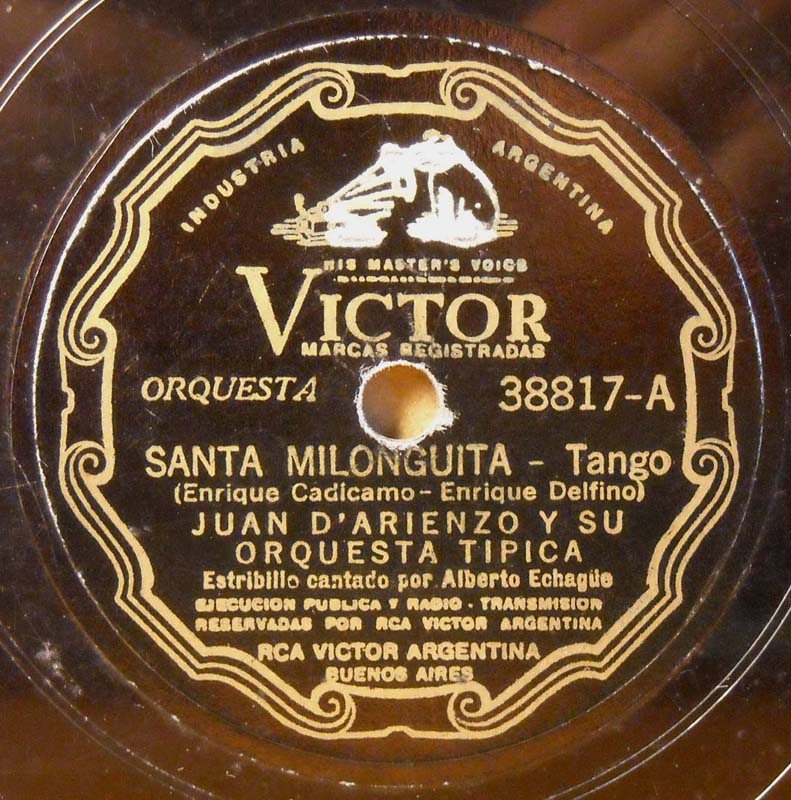 INDUSTRIA ARGENTINA
HIS MASTER'S VOICE
VICTOR
MARCAS REGISTRADAS
ORQUESTA 38817-A
SANTA MILONGUITA - Tango
(Enrique Cadicamo - Enrique Delfino)
JUAN D'ARIENZO Y SU
ORQUESTA TIPICA
Estribillo cantado por Alberto Echagüe
EJECUCION PUBLICA Y RADIO - TRANSMISION
RESERVADAS POR RCA VICTOR ARGENTINA
RCA VICTOR ARGENTINA
BUENOS AIRES